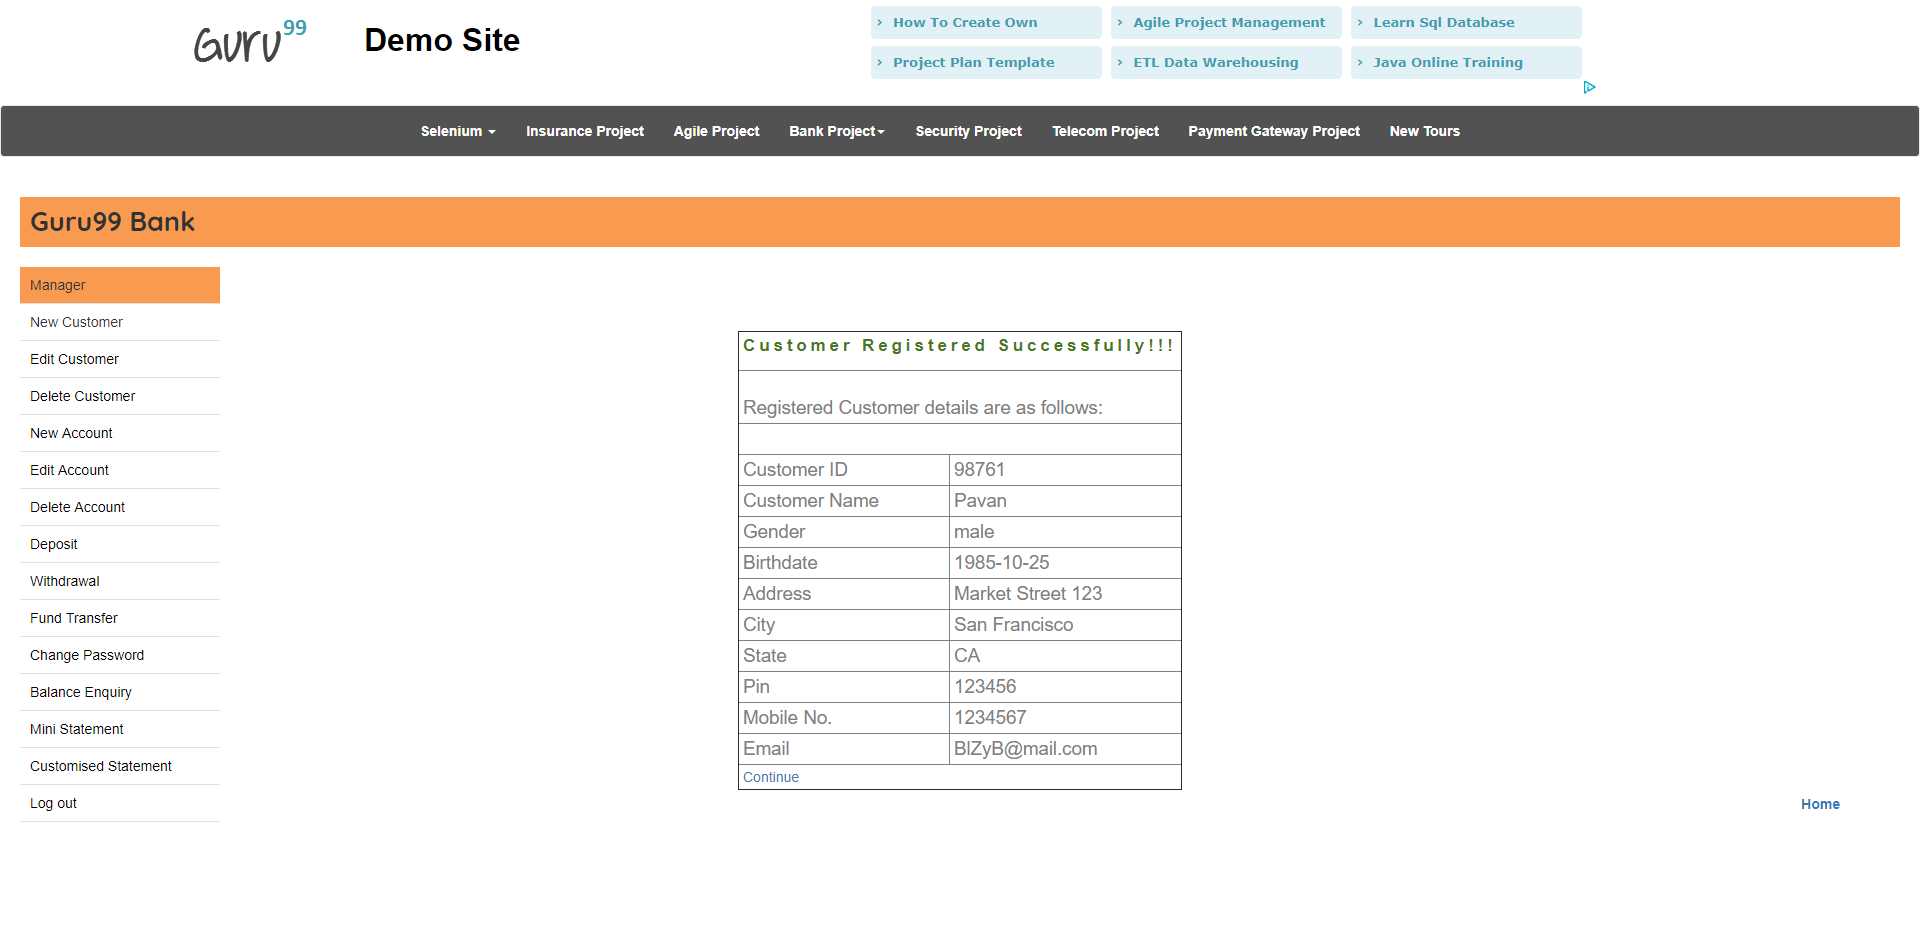 Guru99 Demo Site
How To Create Own
Agile Project Management
Learn Sql Database
Project Plan Template
ETL Data Warehousing
Java Online Training
Selenium Insurance Project Agile Project Bank Project Security Project Telecom Project Payment Gateway Project New Tours
Guru99 Bank
Manager
New Customer
Edit Customer
Delete Customer
New Account
Edit Account
Delete Account
Deposit
Withdrawal
Fund Transfer
Change Password
Balance Enquiry
Mini Statement
Customised Statement
Log out
Customer Registered Successfully!!!
Registered Customer details are as follows:
Customer ID 98761
Customer Name Pavan
Gender male
Birthdate 1985-10-25
Address Market Street 123
City San Francisco
State CA
Pin 123456
Mobile No. 1234567
Email BlZyB@mail.com
Continue
Home